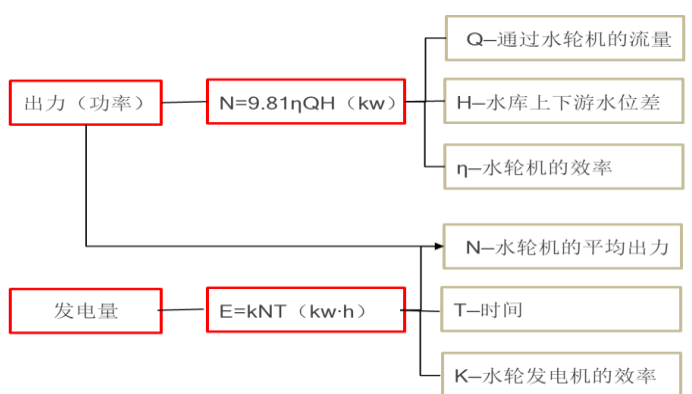 Q—通过水轮机的流量
出力（功率）
N=9.81ηQH（kw）
H—水库上下游水位差
η—水轮机的效率
N—水轮机的平均出力
发电量
E=kNT（kw·h）
T—时间
K—水轮发电机的效率